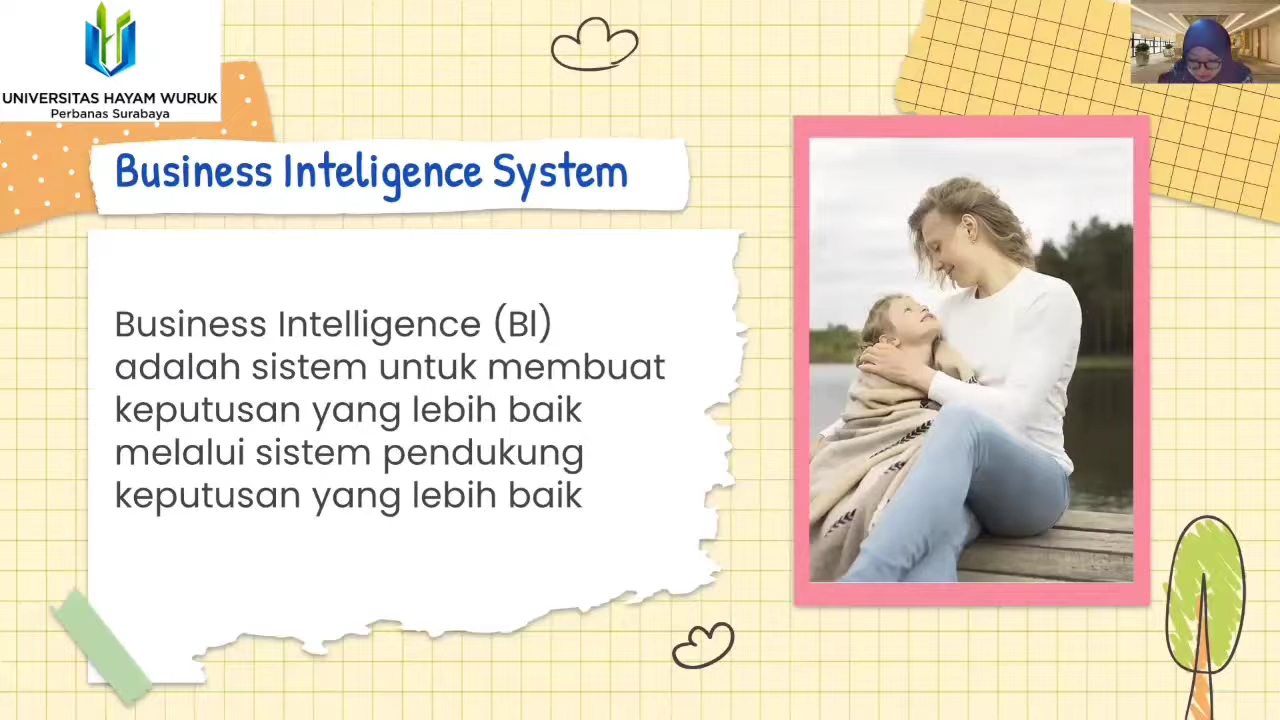 UNIVERSITAS HAYAM WURUK
Perbanas Surabaya
Business Inteligence System
Business Intelligence (BI)
adalah sistem untuk membuat
keputusan yang lebih baik
melalui sistem pendukung
keputusan yang lebih baik